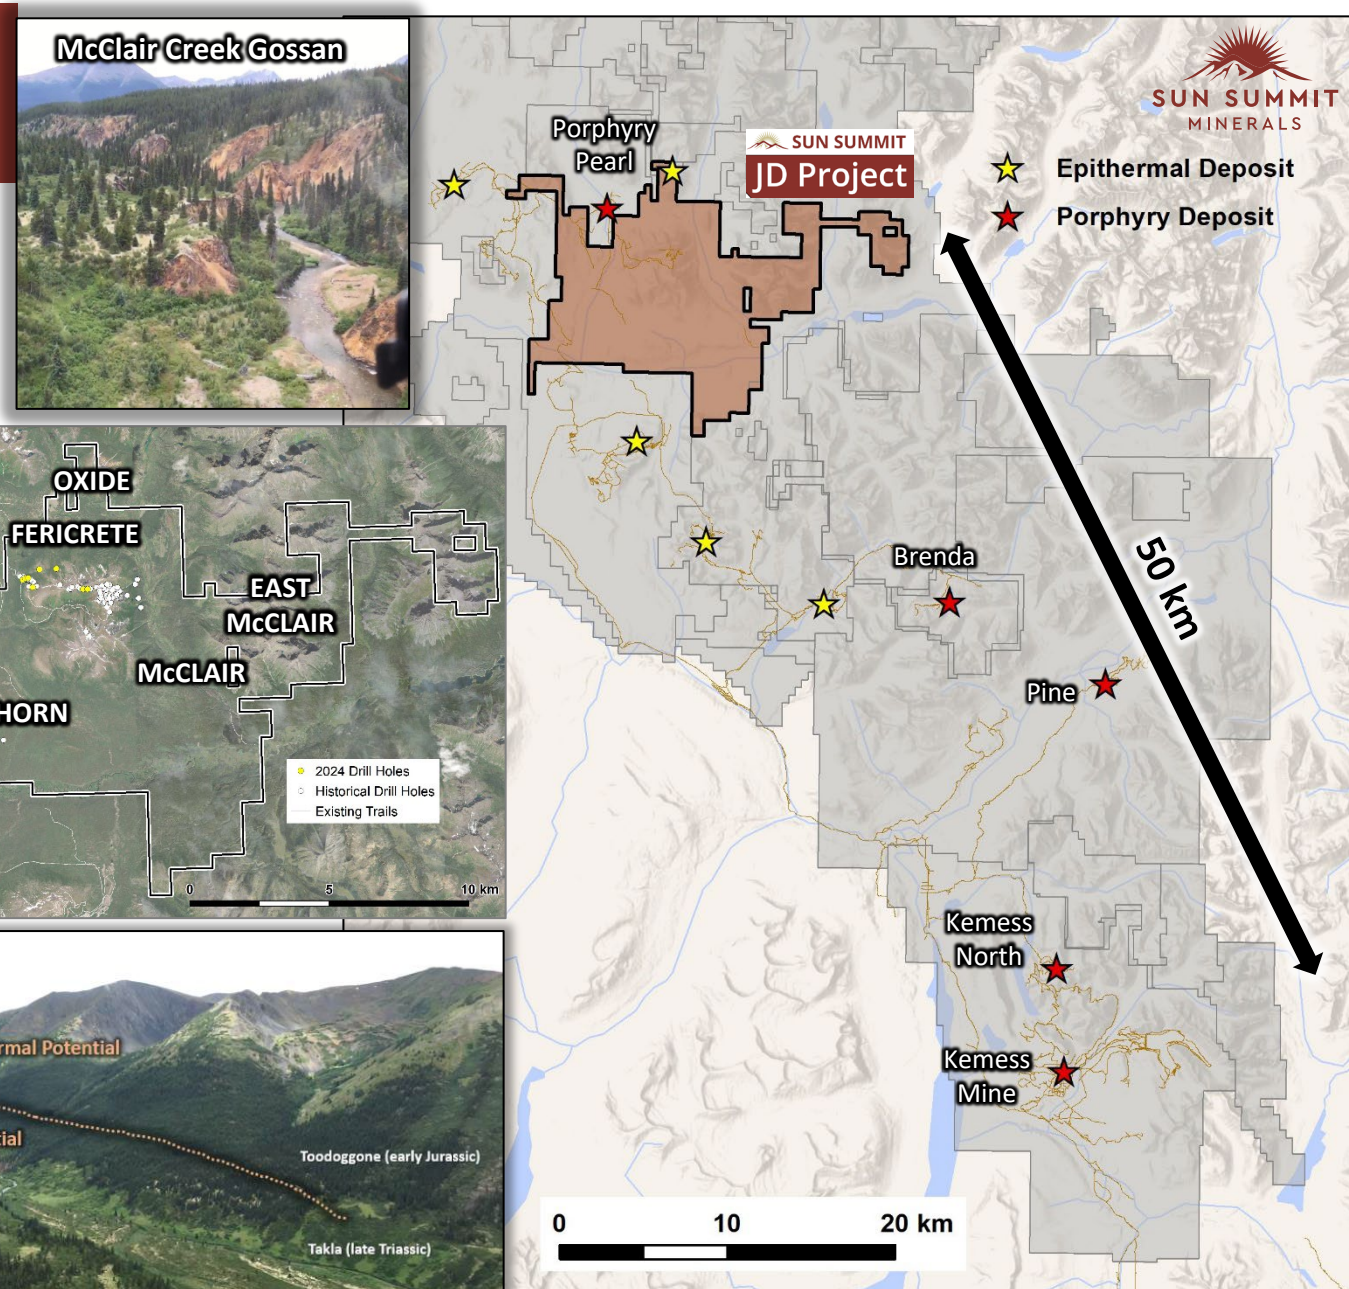 McClair Creek Gossan
SUN SUMMIT
MINERALS
Epithermal Deposit
Porphyry Deposit
Porphyry
Pearl
SUN SUMMIT
JD Project
50 km
Brenda
Pine
Kemess
North
Kemess
Mine
0 10 20 km
OXIDE
FERICRETE
EAST
McCLAIR
McCLAIR
HORN
2024 Drill Holes
Historical Drill Holes
Existing Trails
0 5 10 km
rmal Potential
tial
Toodoggone (early Jurassic)
Takla (late Triassic)